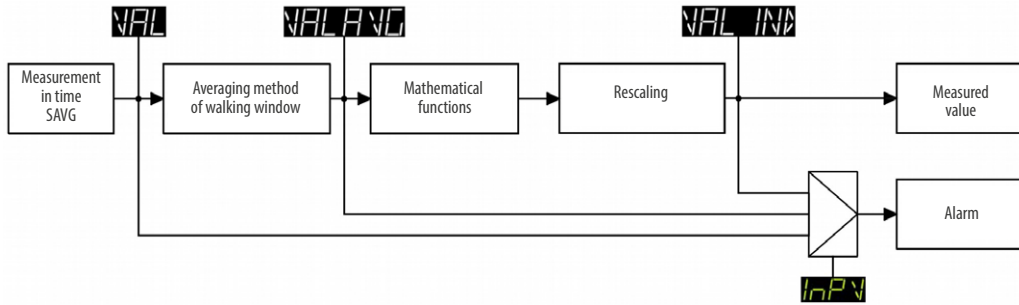 VAL
VAL AVG
VAL IND
Measurement
in time
SAVG
Averaging method
of walking window
Mathematical
functions
Rescaling
Measured
value
Alarm
InPV